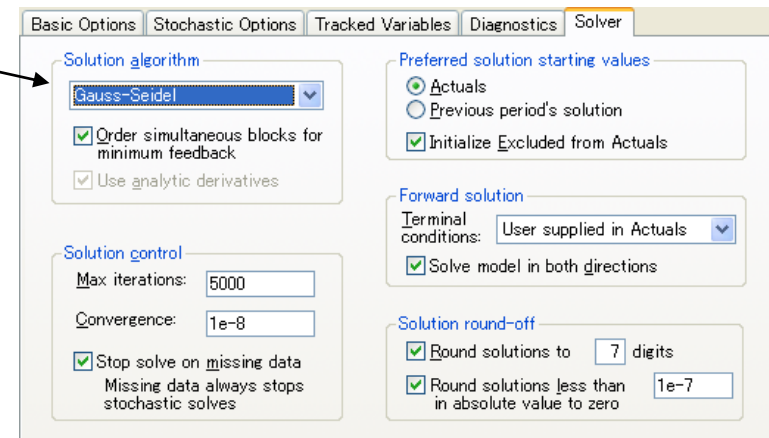 Basic Options Stochastic Options Tracked Variables Diagnostics Solver
Solution algorithm
Gauss-Seidel
Order simultaneous blocks for
minimum feedback
Use analytic derivatives
Solution control
Max iterations: 5000
Convergence: 1e-8
Stop solve on missing data
Missing data always stops
stochastic solves
Preferred solution starting values
Actuals
Previous period's solution
Initialize Excluded from Actuals
Forward solution
Terminal
conditions: User supplied in Actuals
Solve model in both directions
Solution round-off
Round solutions to 7 digits
Round solutions less than 1e-7
in absolute value to zero